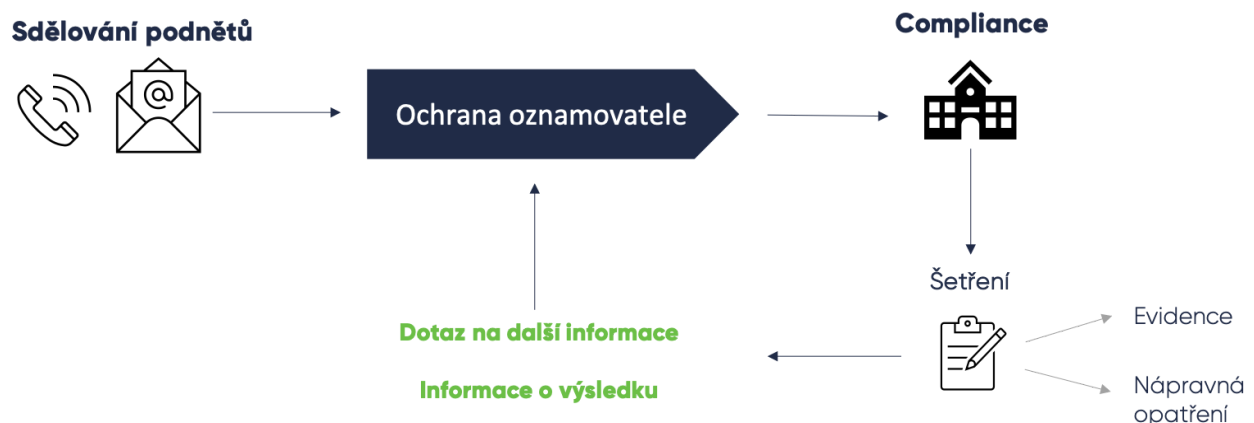 Sdělování podnětů
Compliance
@
Ochrana oznamovatele
Šetření
Dotaz na další informace
Informace o výsledku
Evidence
Nápravná
opatření